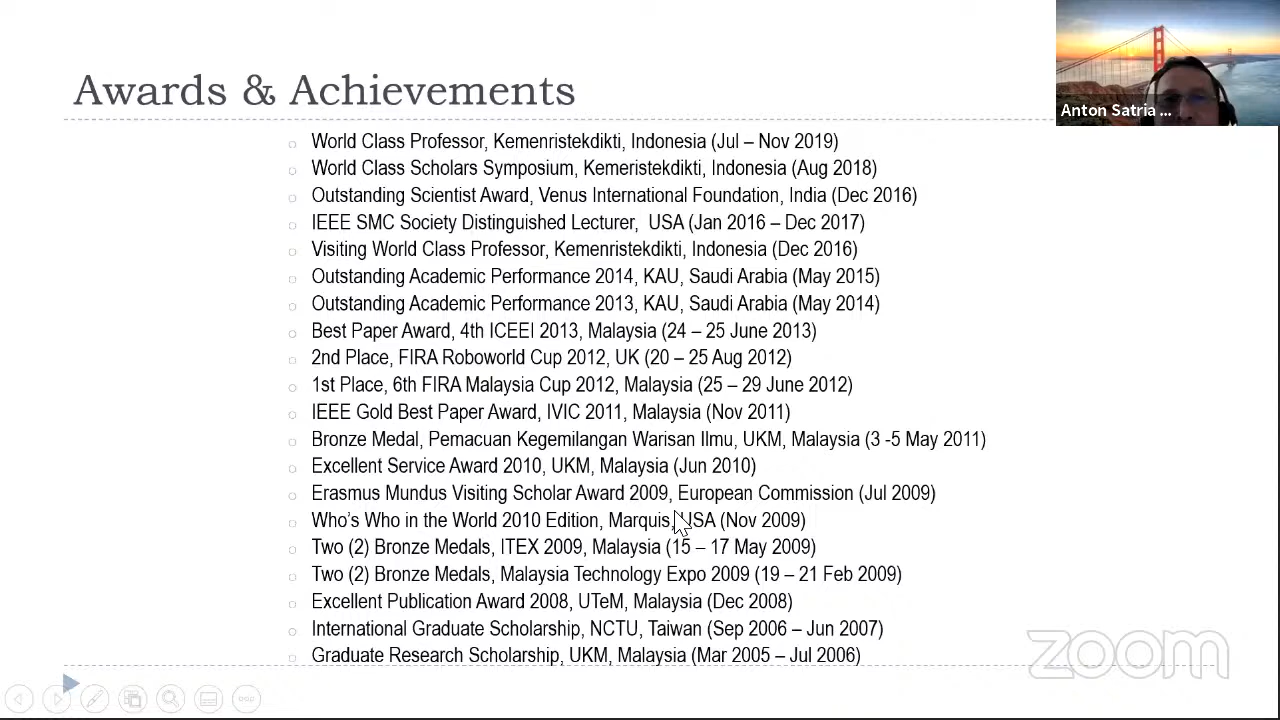 Awards & Achievements
Anton Satria ...
World Class Professor, Kemenristekdikti, Indonesia (Jul – Nov 2019)
World Class Scholars Symposium, Kemeristekdikti, Indonesia (Aug 2018)
Outstanding Scientist Award, Venus International Foundation, India (Dec 2016)
IEEE SMC Society Distinguished Lecturer, USA (Jan 2016 – Dec 2017)
Visiting World Class Professor, Kemenristekdikti, Indonesia (Dec 2016)
Outstanding Academic Performance 2014, KAU, Saudi Arabia (May 2015)
Outstanding Academic Performance 2013, KAU, Saudi Arabia (May 2014)
Best Paper Award, 4th ICEEI 2013, Malaysia (24 – 25 June 2013)
2nd Place, FIRA Roboworld Cup 2012, UK (20 – 25 Aug 2012)
1st Place, 6th FIRA Malaysia Cup 2012, Malaysia (25 – 29 June 2012)
IEEE Gold Best Paper Award, IVIC 2011, Malaysia (Nov 2011)
Bronze Medal, Pemacuan Kegemilangan Warisan Ilmu, UKM, Malaysia (3 -5 May 2011)
Excellent Service Award 2010, UKM, Malaysia (Jun 2010)
Erasmus Mundus Visiting Scholar Award 2009, European Commission (Jul 2009)
Who's Who in the World 2010 Edition, Marquis, USA (Nov 2009)
Two (2) Bronze Medals, ITEX 2009, Malaysia (15 – 17 May 2009)
Two (2) Bronze Medals, Malaysia Technology Expo 2009 (19 – 21 Feb 2009)
Excellent Publication Award 2008, UTeM, Malaysia (Dec 2008)
International Graduate Scholarship, NCTU, Taiwan (Sep 2006 – Jun 2007)
Graduate Research Scholarship, UKM, Malaysia (Mar 2005 – Jul 2006)
zoom